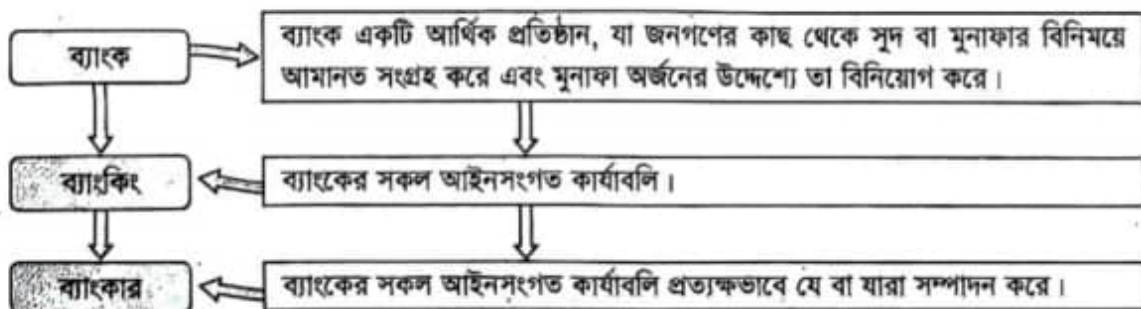 ব্যাংক
ব্যাংক একটি আর্থিক প্রতিষ্ঠান, যা জনগণের কাছ থেকে সুদ বা মুনাফার বিনিময়ে
আমানত সংগ্রহ করে এবং মুনাফা অর্জনের উদ্দেশ্যে তা বিনিয়োগ করে।
ব্যাংকিং
ব্যাংকের সকল আইনসংগত কার্যাবলি।
ব্যাংকার
ব্যাংকের সকল আইনসংগত কার্যাবলি প্রত্যক্ষভাবে যে বা যারা সম্পাদন করে।